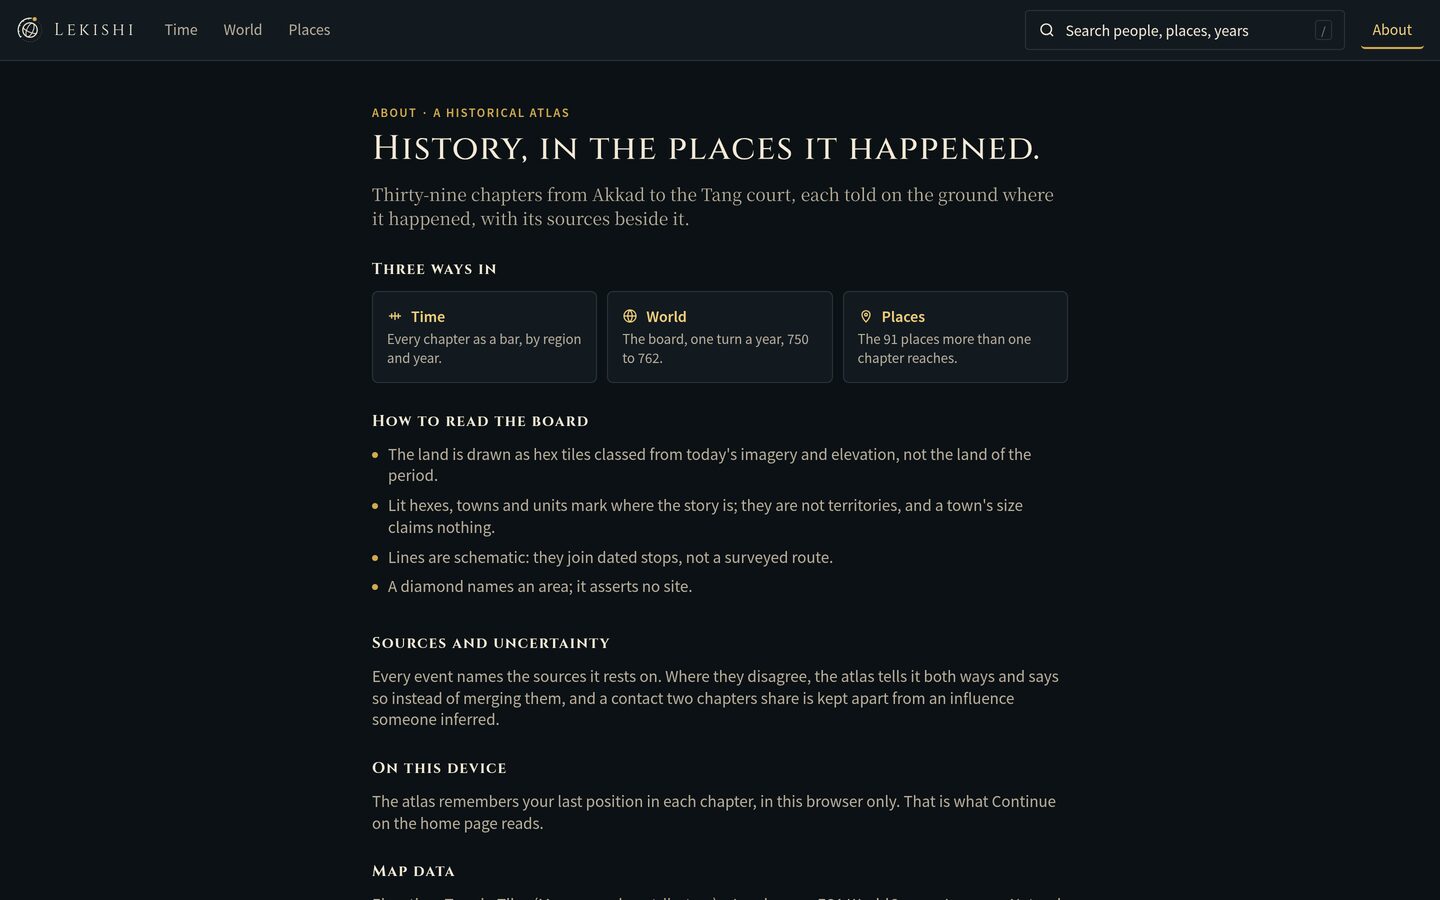 LEKISHI Time World Places Search people, places, years / About
ABOUT · A HISTORICAL ATLAS
HISTORY, IN THE PLACES IT HAPPENED.
Thirty-nine chapters from Akkad to the Tang court, each told on the ground where
it happened, with its sources beside it.
THREE WAYS IN
Time
Every chapter as a bar, by region
and year.
World
The board, one turn a year, 750
to 762.
Places
The 91 places more than one
chapter reaches.
HOW TO READ THE BOARD
The land is drawn as hex tiles classed from today's imagery and elevation, not the land of the
period.
Lit hexes, towns and units mark where the story is; they are not territories, and a town's size
claims nothing.
Lines are schematic: they join dated stops, not a surveyed route.
A diamond names an area; it asserts no site.
SOURCES AND UNCERTAINTY
Every event names the sources it rests on. Where they disagree, the atlas tells it both ways and says
so instead of merging them, and a contact two chapters share is kept apart from an influence
someone inferred.
ON THIS DEVICE
The atlas remembers your last position in each chapter, in this browser only. That is what Continue
on the home page reads.
MAP DATA